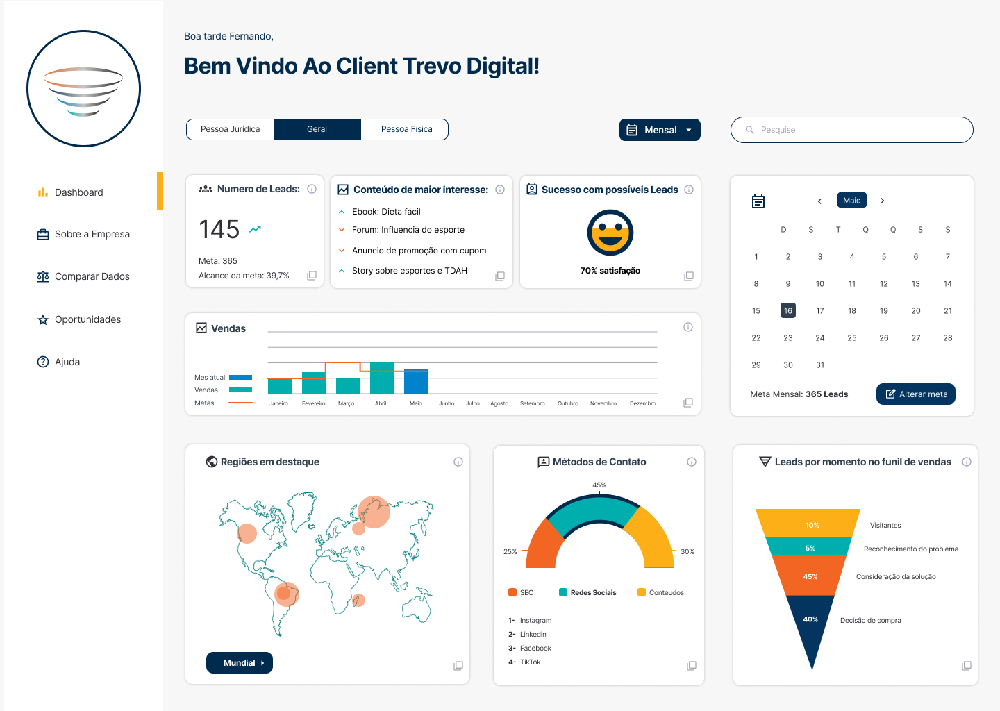 Boa tarde Fernando,
Bem Vindo Ao Client Trevo Digital!
Pessoa Jurídica Geral Pessoa Fisica
Mensal
Pesquise
Dashboard
Sobre a Empresa
Comparar Dados
Oportunidades
Ajuda
Numero de Leads:
145
Meta: 365
Alcance da meta: 39,7%
Conteúdo de maior interesse:
Ebook: Dieta fácil
Forum: Influencia do esporte
Anuncio de promoção com cupom
Story sobre esportes e TDAH
Sucesso com possíveis Leads
70% satisfação
Maio
D S T Q Q S S
1 2 3 4 5 6 7
8 9 10 11 12 13 14
15 16 17 18 19 20 21
22 23 24 25 26 27 28
29 30 31
Meta Mensal: 365 Leads
Alterar meta
Vendas
Mes atual
Vendas
Metas
Janeiro Fevereiro Março Abril Maio Junho Julho Agosto Setembro Outubro Novembro Dezembro
Regiões em destaque
Mundial
Métodos de Contato
45%
25%
30%
SEO Redes Sociais Conteudos
1- Instagram
2- Linkedin
3- Facebook
4- TikTok
Leads por momento no funil de vendas
10% Visitantes
5% Reconhecimento do problema
45% Consideração da solução
40% Decisão de compra